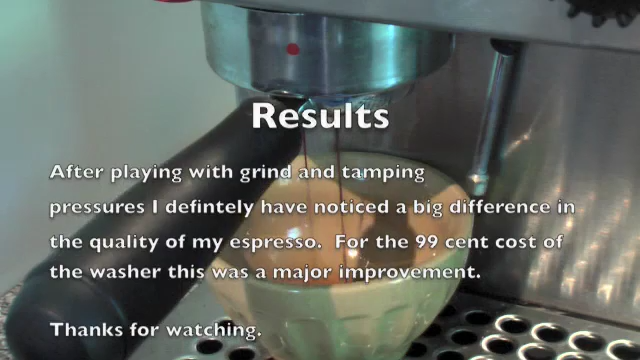 Results
After playing with grind and tamping
pressures I defintely have noticed a big difference in
the quality of my espresso.  For the 99 cent cost of
the washer this was a major improvement.
Thanks for watching.